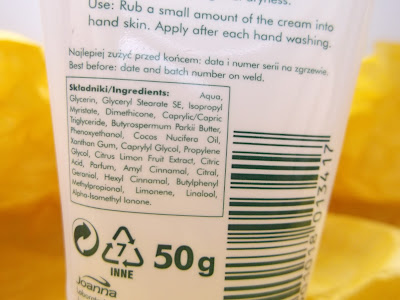 dryness.
Use: Rub a small amount of the cream into
hand skin. Apply after each hand washing.
Najlepiej zużyć przed końcem: data i numer serii na zgrzewie.
Best before: date and batch number on weld.
Składniki/Ingredients: Aqua,
Glycerin, Glyceryl Stearate SE, Isopropyl
Myristate, Dimethicone, Caprylic/Capric
Triglyceride, Butyrospermum Parkii Butter,
Phenoxyethanol, Cocos Nucifera Oil,
Xanthan Gum, Caprylyl Glycol, Propylene
Glycol, Citrus Limon Fruit Extract, Citric
Acid, Parfum, Amyl Cinnamal, Citral,
Geraniol, Hexyl Cinnamal, Butylphenyl
Methylpropional, Limonene, Linalool,
Alpha-Isomethyl Ionone.
7
INNE
50g
Joanna